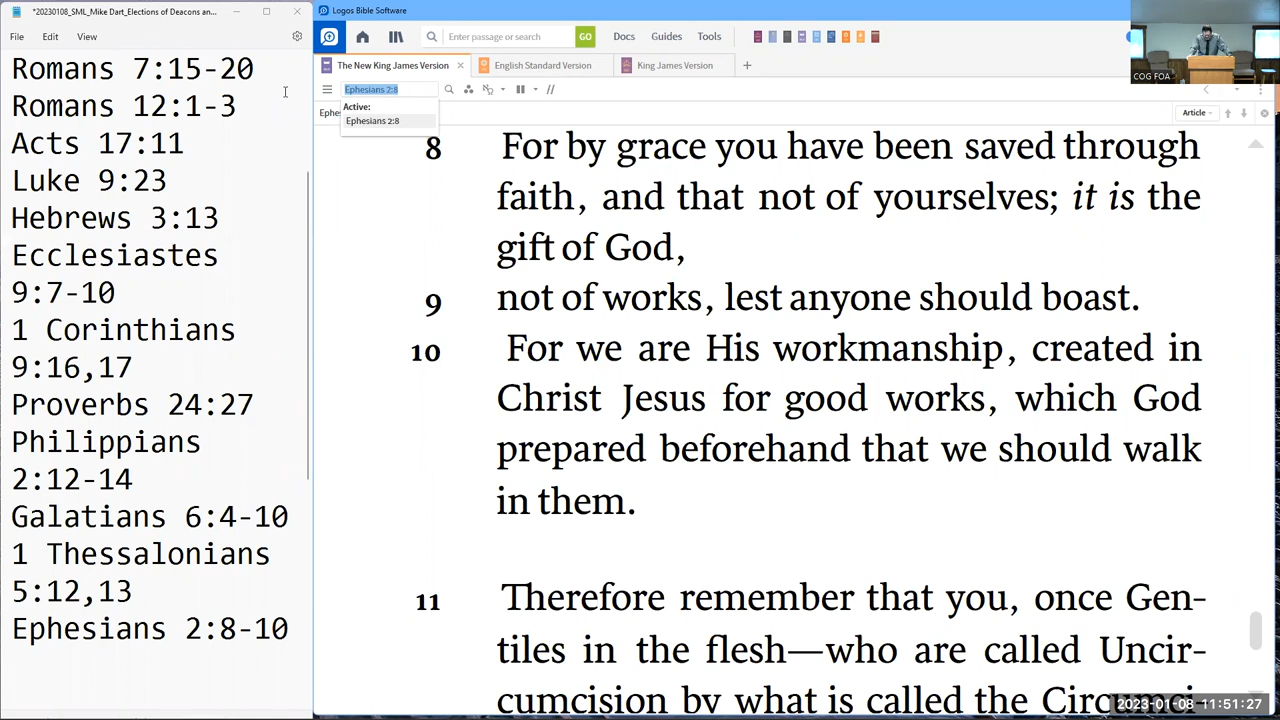 *20230108_SML_Mike Dart_Elections of Deacons an...
File Edit View
Romans 7:15-20
Romans 12:1-3
Acts 17:11
Luke 9:23
Hebrews 3:13
Ecclesiastes
9:7-10
1 Corinthians
9:16,17
Proverbs 24:27
Philippians
2:12-14
Galatians 6:4-10
1 Thessalonians
5:12,13
Ephesians 2:8-10
Logos Bible Software
Enter passage or search GO Docs Guides Tools
The New King James Version English Standard Version King James Version
Ephesians 2:8
Active:
Ephesians 2:8
Article
8 For by grace you have been saved through
faith, and that not of yourselves; it is the
gift of God,
9 not of works, lest anyone should boast.
10 For we are His workmanship, created in
Christ Jesus for good works, which God
prepared beforehand that we should walk
in them.
11 Therefore remember that you, once Gen-
tiles in the flesh—who are called Uncir-
cumcision by what is called the Circumci-
COG FOA
2023-01-08 11:51:27